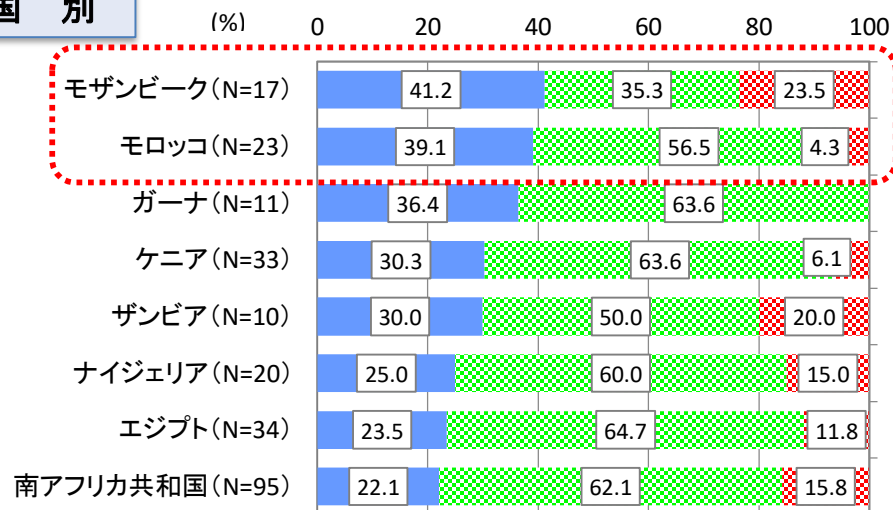 国 別
(%) 0 20 40 60 80 100
モザンビーク(N=17) 41.2 35.3 23.5
モロッコ(N=23) 39.1 56.5 4.3
ガーナ(N=11) 36.4 63.6
ケニア(N=33) 30.3 63.6 6.1
ザンビア(N=10) 30.0 50.0 20.0
ナイジェリア(N=20) 25.0 60.0 15.0
エジプト(N=34) 23.5 64.7 11.8
南アフリカ共和国(N=95) 22.1 62.1 15.8